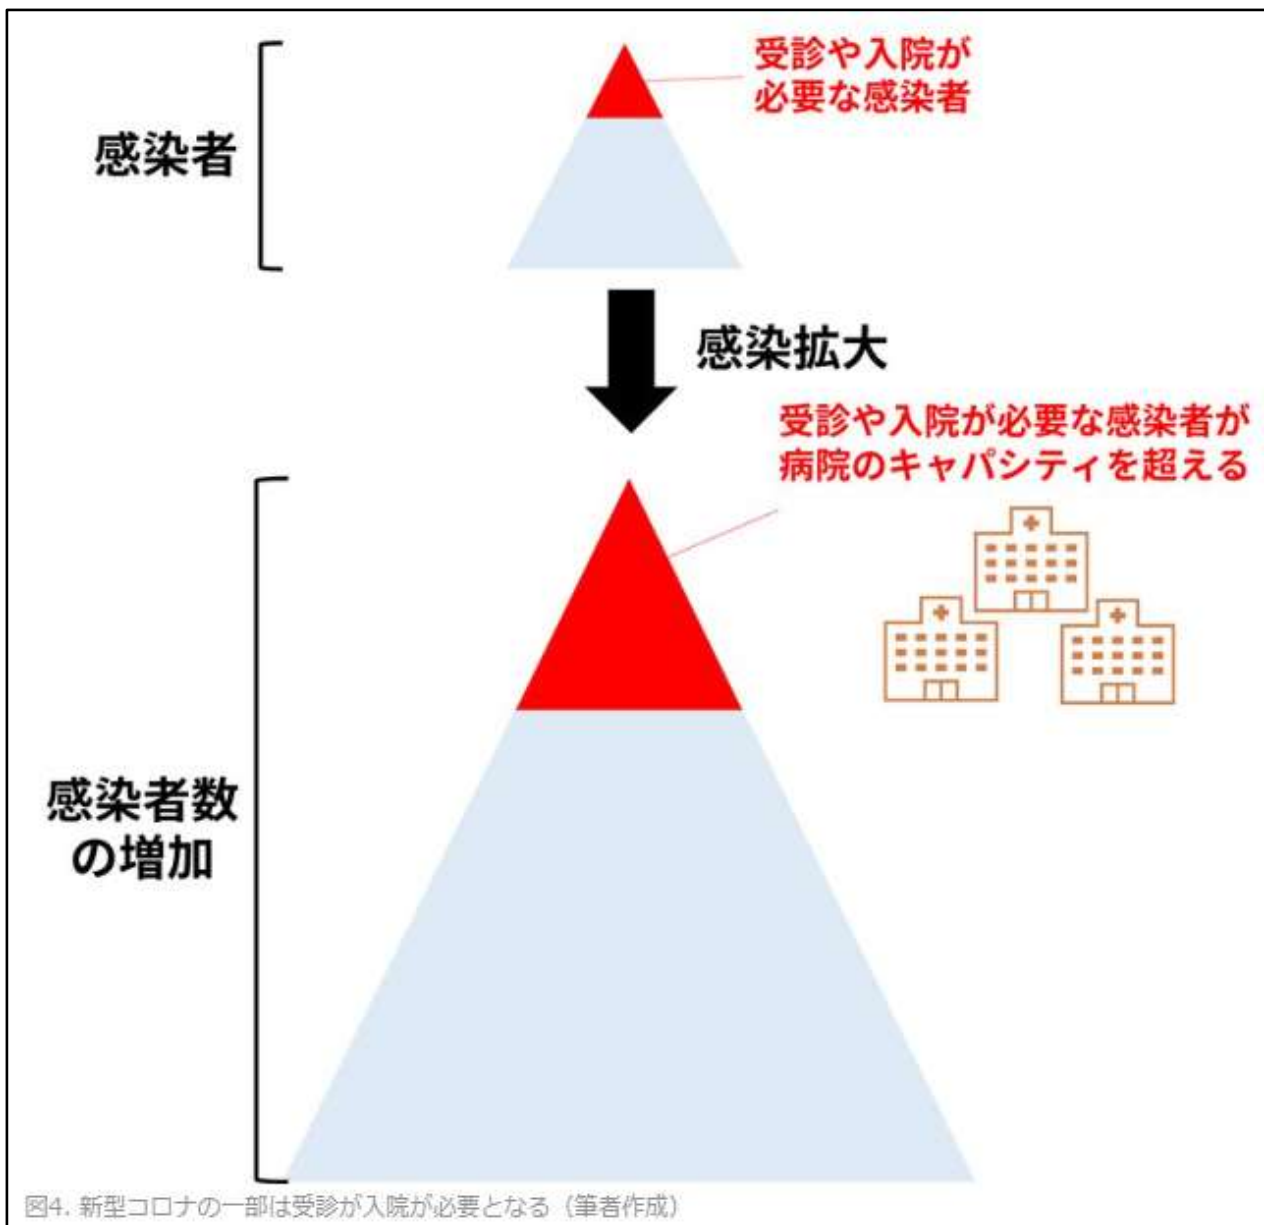 受診や入院が
必要な感染者
感染者
感染拡大
受診や入院が必要な感染者が
病院のキャパシティを超える
感染者数
の増加
図4. 新型コロナの一部は受診が入院が必要となる（筆者作成）